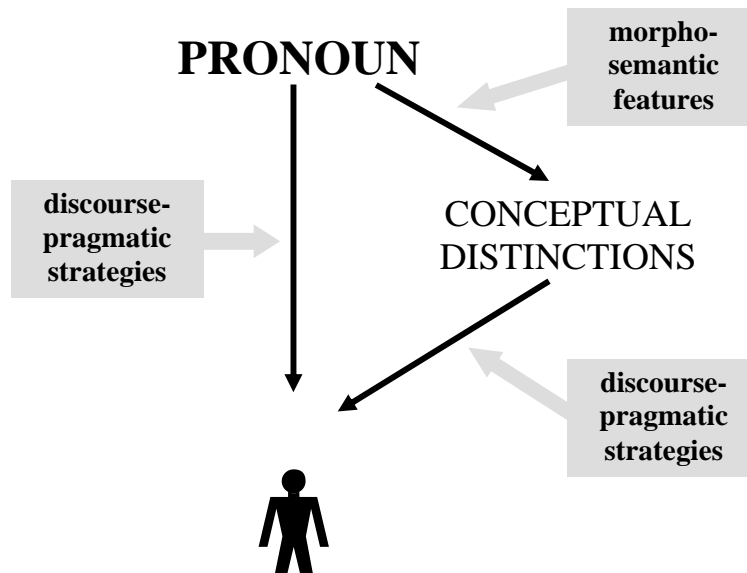 PRONOUN
morpho-
semantic
features
discourse-
pragmatic
strategies
CONCEPTUAL
DISTINCTIONS
discourse-
pragmatic
strategies